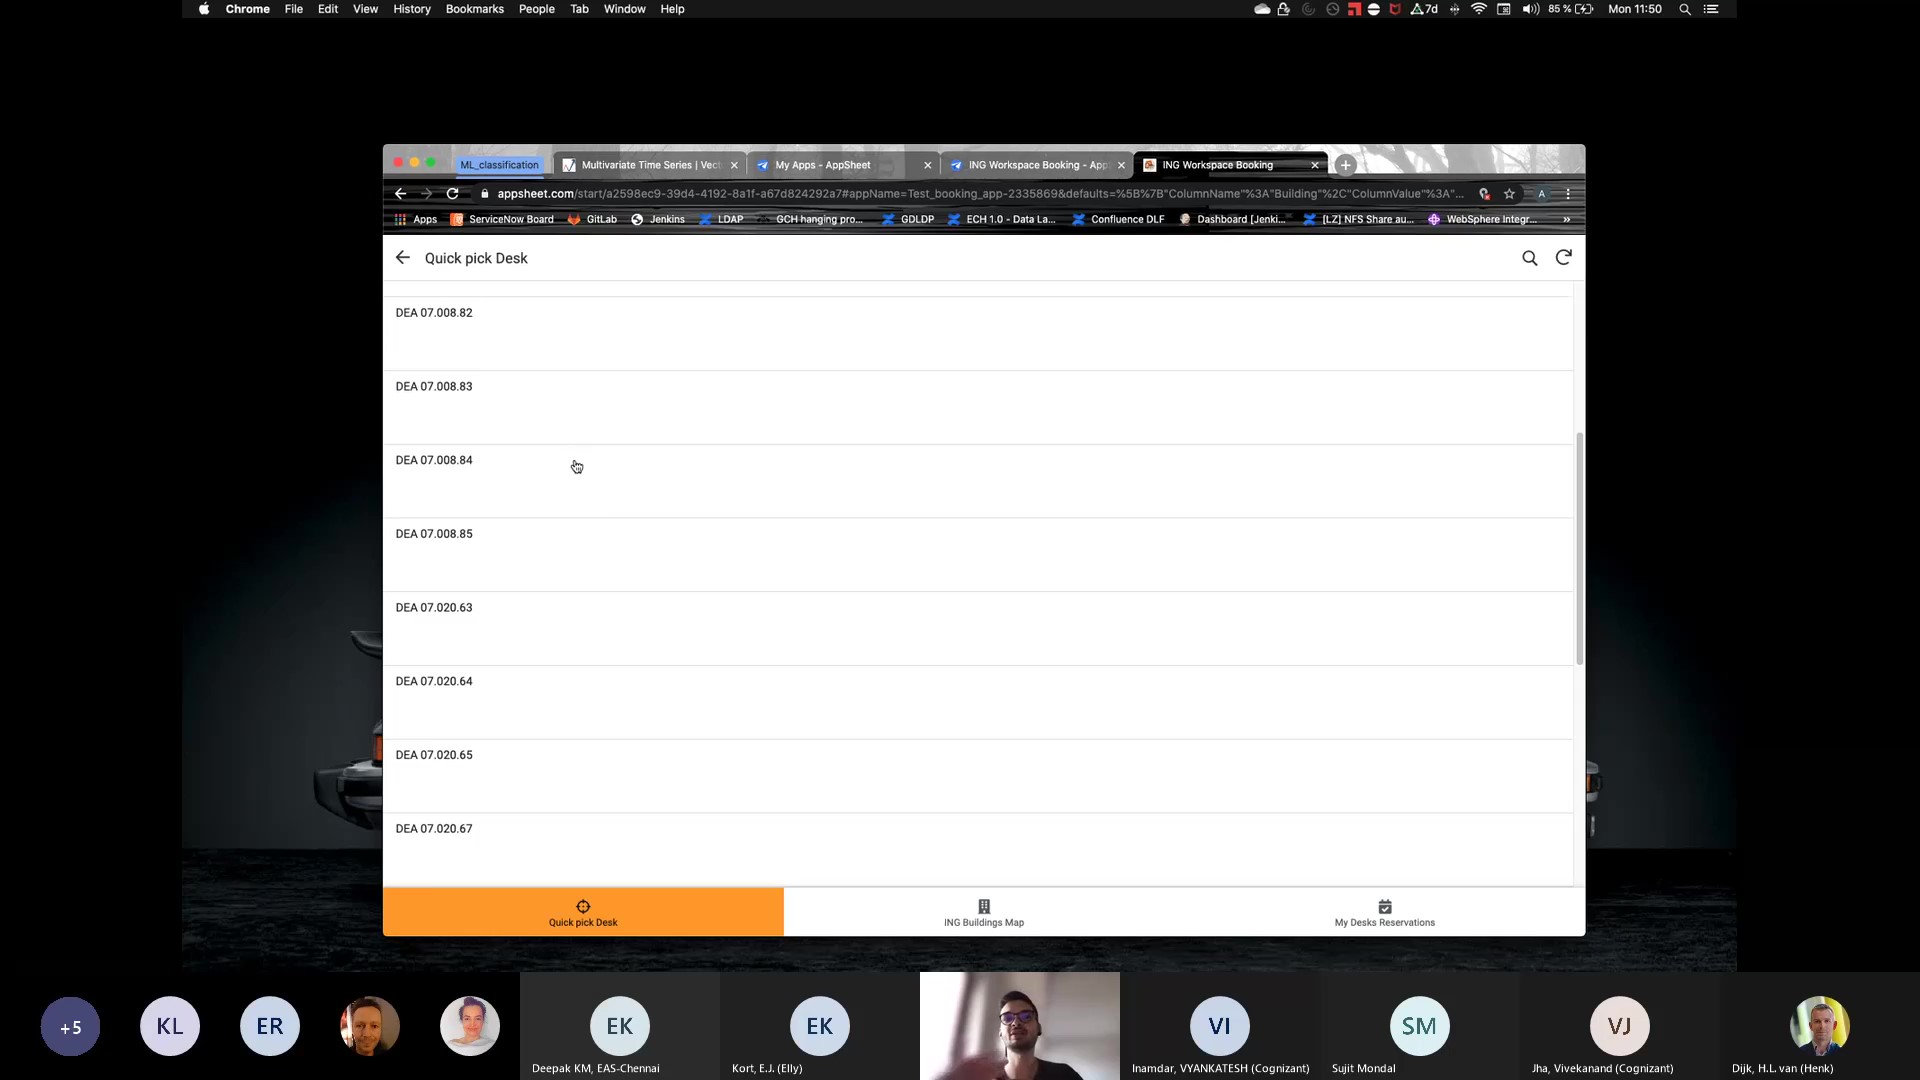 Chrome File Edit View History Bookmarks People Tab Window Help 7d 85 % Mon 11:50
ML_classification Multivariate Time Series | Vect My Apps - AppSheet ING Workspace Booking - App ING Workspace Booking
appsheet.com/start/a2598ec9-39d4-4192-8a1f-a67d824292a7#appName=Test_booking_app-2335869&defaults=%5B%7B"ColumnName"%3A"Building"%2C"ColumnValue"%3A"... A
Apps ServiceNow Board GitLab Jenkins LDAP GCH hanging pro... GDLDP ECH 1.0 - Data La... Confluence DLF Dashboard [Jenki... [LZ] NFS Share au... WebSphere Integr... »
Quick pick Desk
DEA 07.008.82
DEA 07.008.83
DEA 07.008.84
DEA 07.008.85
DEA 07.020.63
DEA 07.020.64
DEA 07.020.65
DEA 07.020.67
Quick pick Desk ING Buildings Map My Desks Reservations
+5 KL ER EK EK VI SM VJ
Deepak KM, EAS-Chennai Kort, E.J. (Elly) Inamdar, VYANKATESH (Cognizant) Sujit Mondal Jha, Vivekanand (Cognizant) Dijk, H.L. van (Henk)